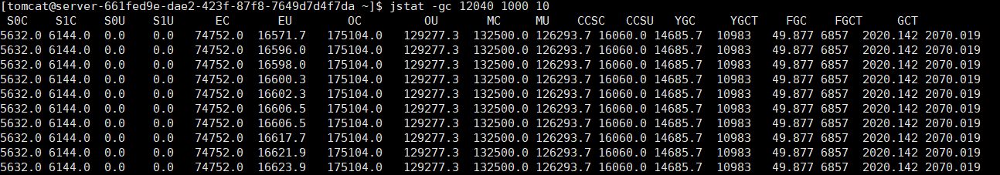 [tomcat@server-661fed9e-dae2-423f-87f8-7649d7d4f7da ~]$ jstat -gc 12040 1000 10
S0C S1C S0U S1U EC EU OC OU MC MU CCSC CCSU YGC YGCT FGC FGCT GCT
5632.0 6144.0 0.0 0.0 74752.0 16571.7 175104.0 129277.3 132500.0 126293.7 16060.0 14685.7 10983 49.877 6857 2020.142 2070.019
5632.0 6144.0 0.0 0.0 74752.0 16596.0 175104.0 129277.3 132500.0 126293.7 16060.0 14685.7 10983 49.877 6857 2020.142 2070.019
5632.0 6144.0 0.0 0.0 74752.0 16598.0 175104.0 129277.3 132500.0 126293.7 16060.0 14685.7 10983 49.877 6857 2020.142 2070.019
5632.0 6144.0 0.0 0.0 74752.0 16600.3 175104.0 129277.3 132500.0 126293.7 16060.0 14685.7 10983 49.877 6857 2020.142 2070.019
5632.0 6144.0 0.0 0.0 74752.0 16602.3 175104.0 129277.3 132500.0 126293.7 16060.0 14685.7 10983 49.877 6857 2020.142 2070.019
5632.0 6144.0 0.0 0.0 74752.0 16606.5 175104.0 129277.3 132500.0 126293.7 16060.0 14685.7 10983 49.877 6857 2020.142 2070.019
5632.0 6144.0 0.0 0.0 74752.0 16606.5 175104.0 129277.3 132500.0 126293.7 16060.0 14685.7 10983 49.877 6857 2020.142 2070.019
5632.0 6144.0 0.0 0.0 74752.0 16617.7 175104.0 129277.3 132500.0 126293.7 16060.0 14685.7 10983 49.877 6857 2020.142 2070.019
5632.0 6144.0 0.0 0.0 74752.0 16621.9 175104.0 129277.3 132500.0 126293.7 16060.0 14685.7 10983 49.877 6857 2020.142 2070.019
5632.0 6144.0 0.0 0.0 74752.0 16623.9 175104.0 129277.3 132500.0 126293.7 16060.0 14685.7 10983 49.877 6857 2020.142 2070.019